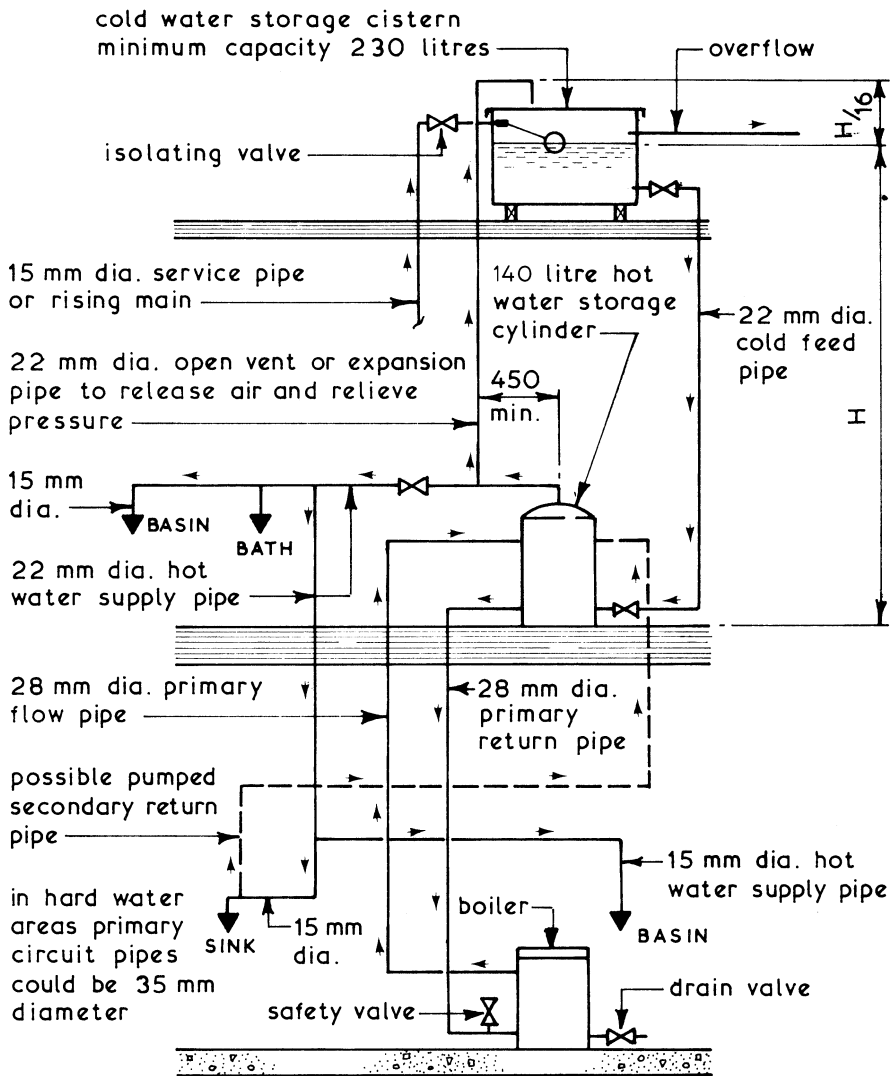 cold water storage cistern
minimum capacity 230 litres
overflow
H/16
isolating valve
15 mm dia. service pipe
or rising main
140 litre hot
water storage
cylinder
22 mm dia.
cold feed
pipe
22 mm dia. open vent or expansion
pipe to release air and relieve
pressure
450
min.
H
15 mm
dia.
BASIN
BATH
22 mm dia. hot
water supply pipe
28 mm dia. primary
flow pipe
28 mm dia.
primary
return pipe
possible pumped
secondary return
pipe
15 mm dia. hot
water supply pipe
in hard water
areas primary
circuit pipes
could be 35 mm
diameter
SINK
15 mm
dia.
boiler
BASIN
safety valve
drain valve